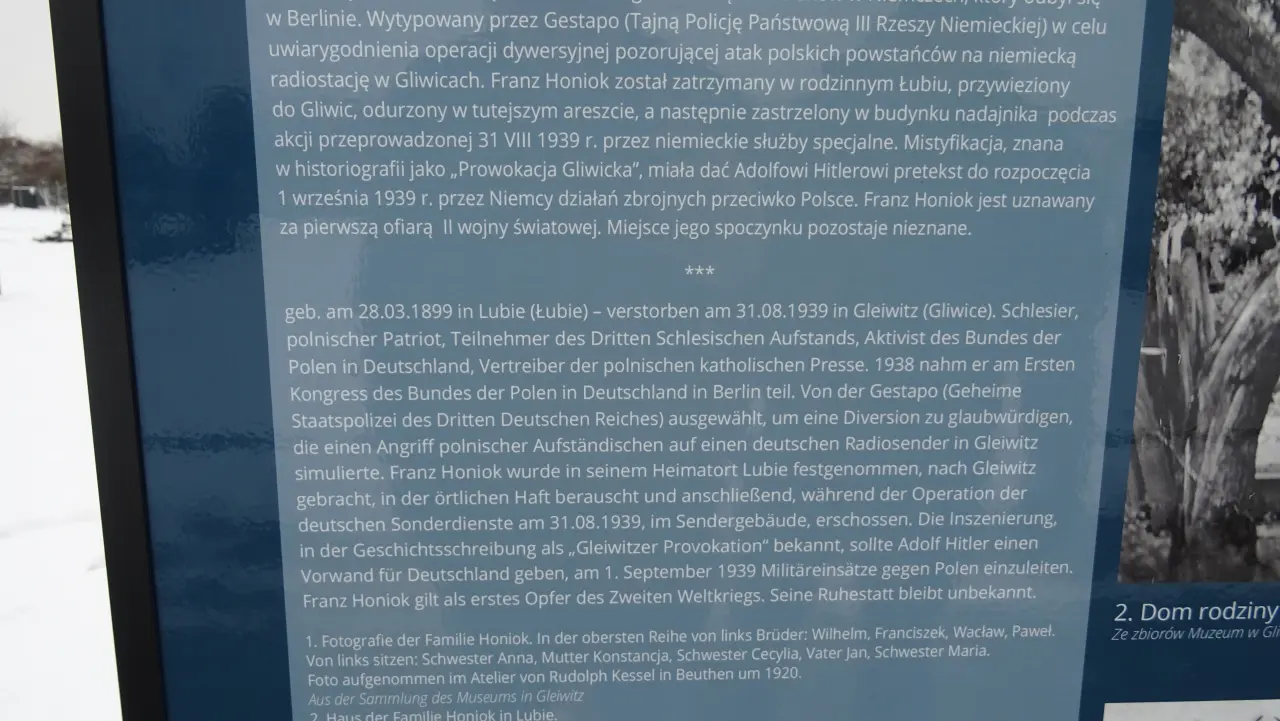 w Berlinie. Wytypowany przez Gestapo (Tajną Policję Państwową III Rzeszy Niemieckiej) w celu
uwiarygodnienia operacji dywersyjnej pozorującej atak polskich powstańców na niemiecką
radiostację w Gliwicach. Franz Honiok został zatrzymany w rodzinnym Łubiu, przywieziony
do Gliwic, odurzony w tutejszym areszcie, a następnie zastrzelony w budynku nadajnika podczas
akcji przeprowadzonej 31 VIII 1939 r. przez niemieckie służby specjalne. Mistyfikacja, znana
w historiografii jako „Prowokacja Gliwicka“, miała dać Adolfowi Hitlerowi pretekst do rozpoczęcia
1 września 1939 r. przez Niemcy działań zbrojnych przeciwko Polsce. Franz Honiok jest uznawany
za pierwszą ofiarą II wojny światowej. Miejsce jego spoczynku pozostaje nieznane.
***
geb. am 28.03.1899 in Lubie (Łubie) – verstorben am 31.08.1939 in Gleiwitz (Gliwice). Schlesier,
polnischer Patriot, Teilnehmer des Dritten Schlesischen Aufstands, Aktivist des Bundes der
Polen in Deutschland, Vertreiber der polnischen katholischen Presse. 1938 nahm er am Ersten
Kongress des Bundes der Polen in Deutschland in Berlin teil. Von der Gestapo (Geheime
Staatspolizei des Dritten Deutschen Reiches) ausgewählt, um eine Diversion zu glaubwürdigen,
die einen Angriff polnischer Aufständischen auf einen deutschen Radiosender in Gleiwitz
simulierte. Franz Honiok wurde in seinem Heimatort Lubie festgenommen, nach Gleiwitz
gebracht, in der örtlichen Haft berauscht und anschließend, während der Operation der
deutschen Sonderdienste am 31.08.1939, im Sendergebäude, erschossen. Die Inszenierung,
in der Geschichtsschreibung als „Gleiwitzer Provokation“ bekannt, sollte Adolf Hitler einen
Vorwand für Deutschland geben, am 1. September 1939 Militäreinsätze gegen Polen einzuleiten.
Franz Honiok gilt als erstes Opfer des Zweiten Weltkriegs. Seine Ruhestatt bleibt unbekannt.
1. Fotografie der Familie Honiok. In der obersten Reihe von links Brüder: Wilhelm, Franciszek, Wacław, Paweł.
Von links sitzen: Schwester Anna, Mutter Konstancja, Schwester Cecylia, Vater Jan, Schwester Maria.
Foto aufgenommen im Atelier von Rudolph Kessel in Beuthen um 1920.
Aus der Sammlung des Museums in Gleiwitz
2. Haus der Familie Honiok in Lubie.
2. Dom rodziny
Ze zbiorów Muzeum w